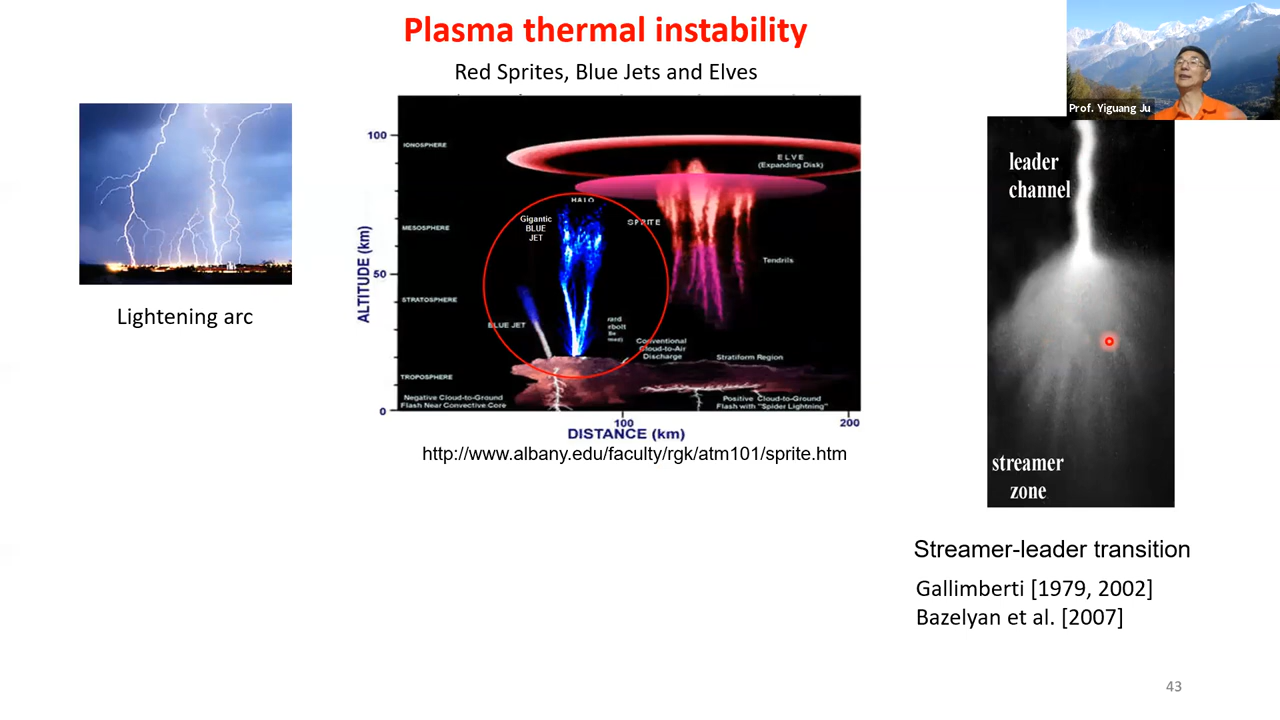 Plasma thermal instability
Red Sprites, Blue Jets and Elves
Prof. Yiguang Ju
Lightening arc
100
50
0
ALTITUDE (km)
IONOSPHERE
MESOSPHERE
STRATOSPHERE
TROPOSPHERE
ELVE
(Expanding Disk)
HALO
Gigantic
BLUE
JET
SPRITE
Tendrils
BLUE JET
Conventional
Cloud-to-Air
Discharge
Stratiform Region
Negative Cloud-to-Ground
Flash Near Convective Core
Positive Cloud-to-Ground
Flash with "Spider Lightning"
100
200
DISTANCE (km)
http://www.albany.edu/faculty/rgk/atm101/sprite.htm
leader
channel
streamer
zone
Streamer-leader transition
Gallimberti [1979, 2002]
Bazelyan et al. [2007]
43